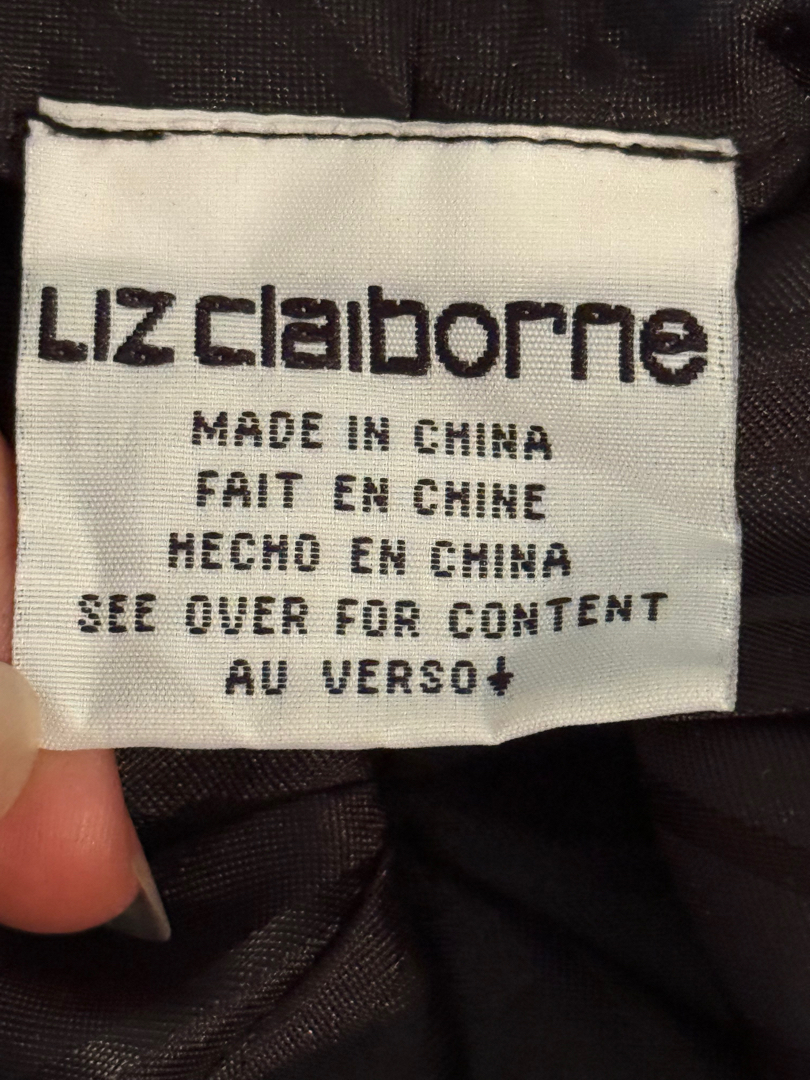 Liz claiborne
MADE IN CHINA
FAIT EN CHINE
HECHO EN CHINA
SEE OVER FOR CONTENT
AU VERSO